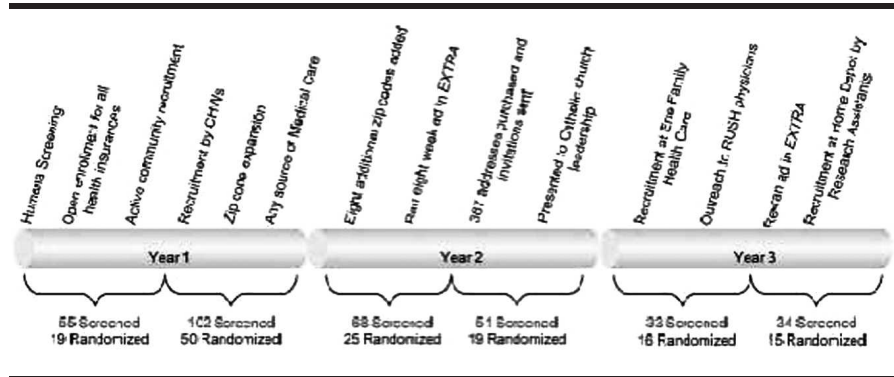 Humana Screening
Open enrollment for all
health insurances
Active community recruitment
Recruitment by CHWs
Zip code expansion
Any source of Medical Care
Eight additional zip codes added
Ran eight week ad in EXTRA
387 addresses purchased and
invitations sent
Presented to Catholic church
leadership
Recruitment at Erie Family
Health Care
Outreach to RUSH physicians
Reran ad in EXTRA
Recruitment at Home Depot by
Research Assistants
Year 1
Year 2
Year 3
Screened
19 Randomized
102 Screened
50 Randomized
68 Screened
25 Randomized
51 Screened
19 Randomized
33 Screened
16 Randomized
34 Screened
15 Randomized